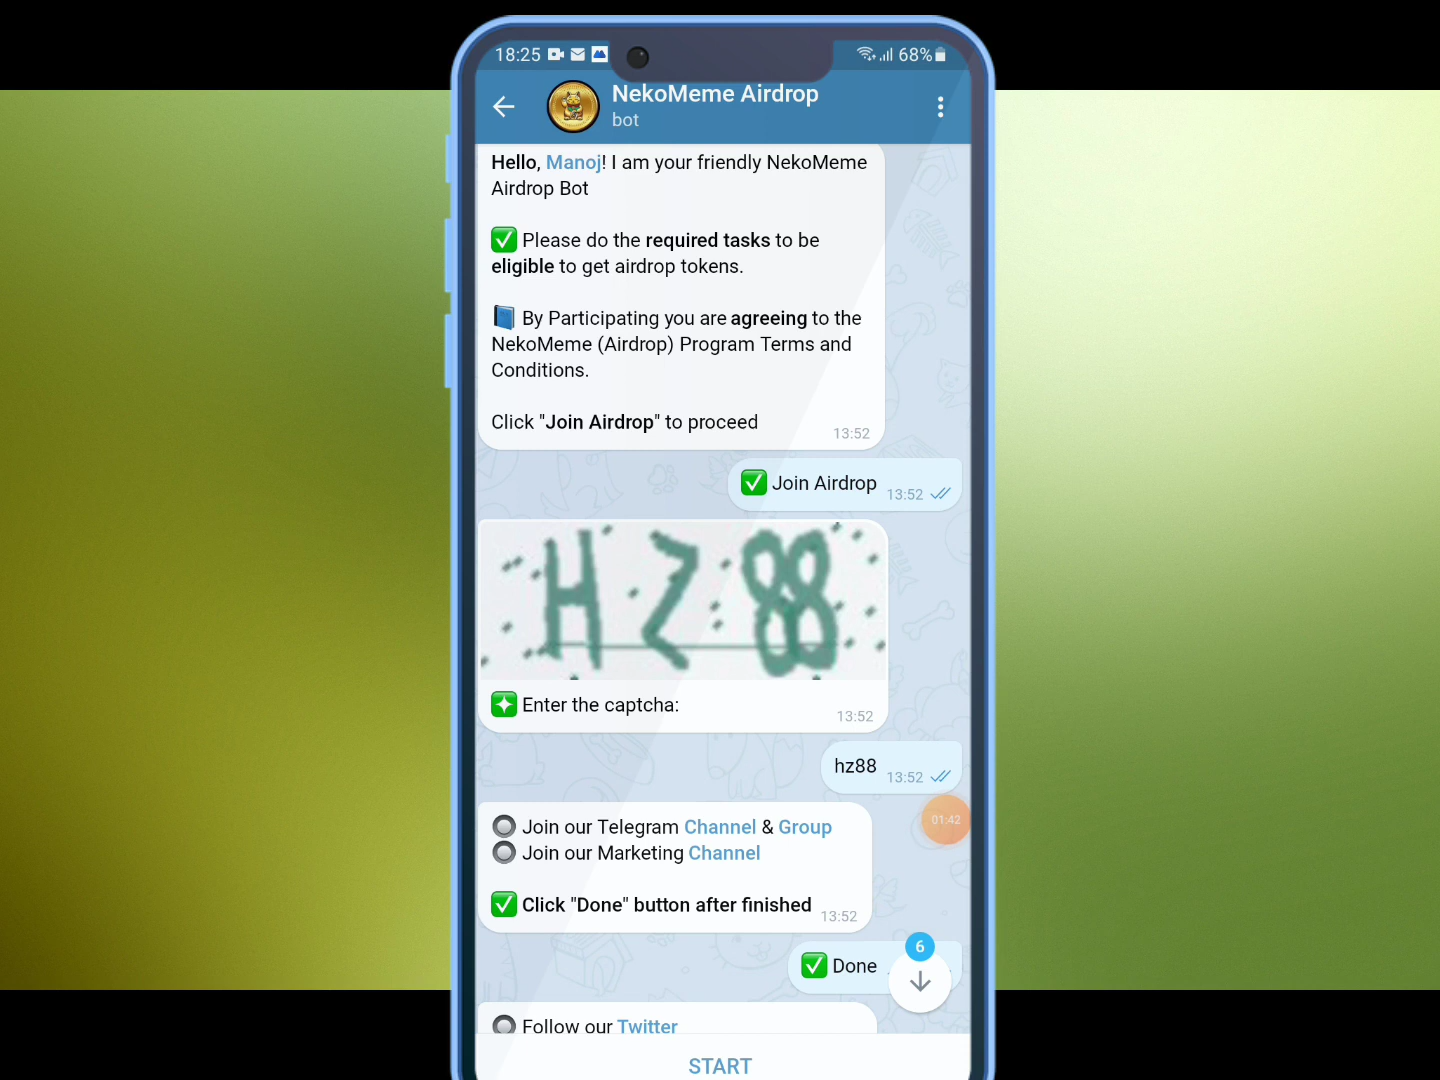 18:25 68%
NekoMeme Airdrop
bot
Hello, Manoj! I am your friendly NekoMeme
Airdrop Bot
✅ Please do the required tasks to be
eligible to get airdrop tokens.
📘 By Participating you are agreeing to the
NekoMeme (Airdrop) Program Terms and
Conditions.
Click "Join Airdrop" to proceed
13:52
✅ Join Airdrop 13:52
HZ88
Enter the captcha:
13:52
hz88 13:52
01:42
🔘 Join our Telegram Channel & Group
🔘 Join our Marketing Channel
✅ Click "Done" button after finished 13:52
6
✅ Done
🔘 Follow our Twitter
START